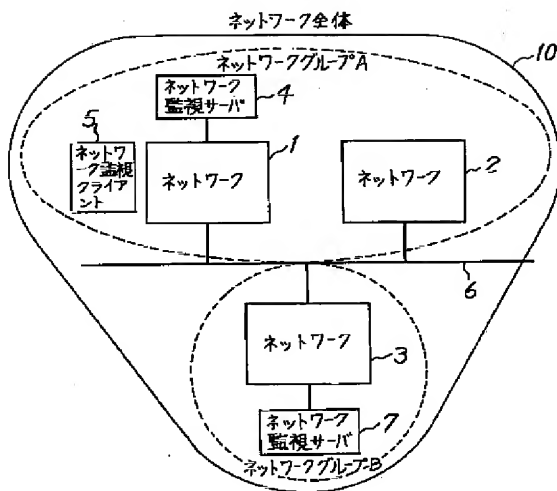 ネットワーク全体
10
ネットワークグループA
ネットワーク
監視サーバ
4
5
ネットワ
ーク監視
クライア
ント
1
ネットワーク
ネットワーク
2
6
ネットワーク
3
ネットワーク
監視サーバ
7
ネットワークグループB